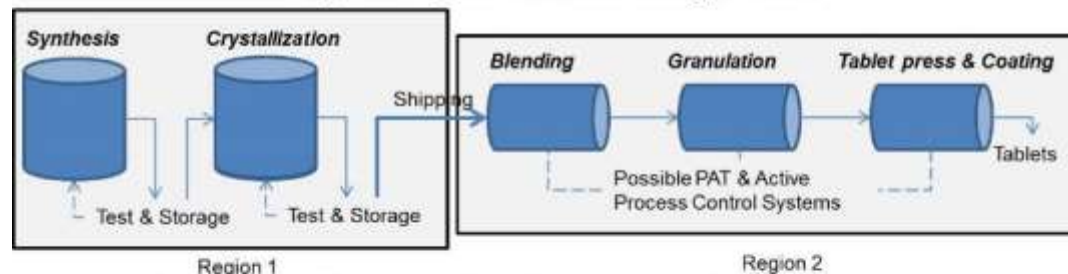 Synthesis
Crystallization
Blending
Granulation
Tablet press & Coating
Shipping
Test & Storage
Test & Storage
Possible PAT & Active
Process Control Systems
Tablets
Region 1
Region 2